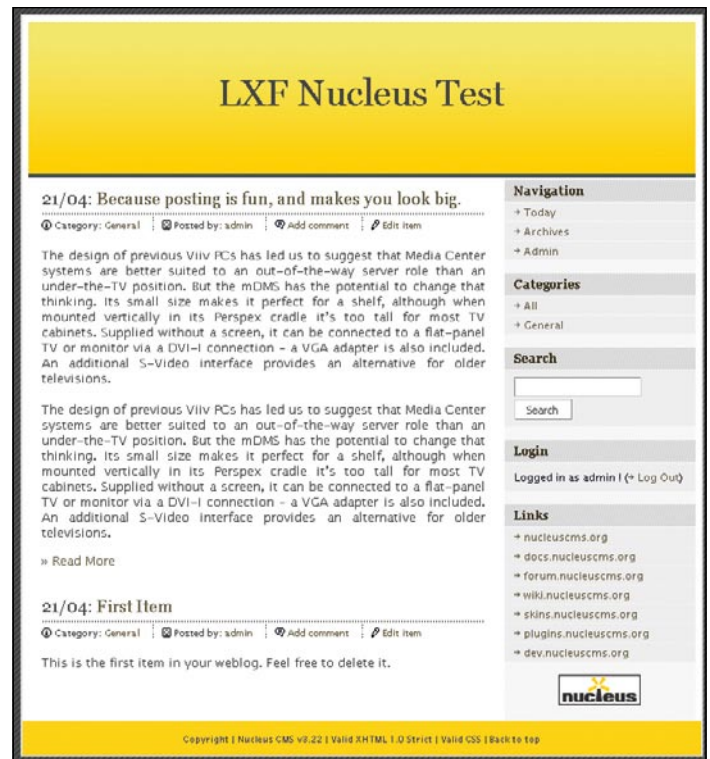 LXF Nucleus Test
21/04: Because posting is fun, and makes you look big.
Category: General
Posted by: admin
Add comment
Edit item
The design of previous Viiv PCs has led us to suggest that Media Center
systems are better suited to an out-of-the-way server role than an
under-the-TV position. But the mDMS has the potential to change that
thinking. Its small size makes it perfect for a shelf, although when
mounted vertically in its Perspex cradle it's too tall for most TV
cabinets. Supplied without a screen, it can be connected to a flat-panel
TV or monitor via a DVI-I connection - a VGA adapter is also included.
An additional S-Video interface provides an alternative for older
televisions.
The design of previous Viiv PCs has led us to suggest that Media Center
systems are better suited to an out-of-the-way server role than an
under-the-TV position. But the mDMS has the potential to change that
thinking. Its small size makes it perfect for a shelf, although when
mounted vertically in its Perspex cradle it's too tall for most TV
cabinets. Supplied without a screen, it can be connected to a flat-panel
TV or monitor via a DVI-I connection - a VGA adapter is also included.
An additional S-Video interface provides an alternative for older
televisions.
» Read More
21/04: First Item
Category: General
Posted by: admin
Add comment
Edit item
This is the first item in your weblog. Feel free to delete it.
Navigation
→ Today
→ Archives
→ Admin
Categories
→ All
→ General
Search
Search
Login
Logged in as admin ! (→ Log Out)
Links
→ nucleuscms.org
→ docs.nucleuscms.org
→ forum.nucleuscms.org
→ wiki.nucleuscms.org
→ skins.nucleuscms.org
→ plugins.nucleuscms.org
→ dev.nucleuscms.org
nucleus
Copyright | Nucleus CMS v3.22 | Valid XHTML 1.0 Strict | Valid CSS | Back to top